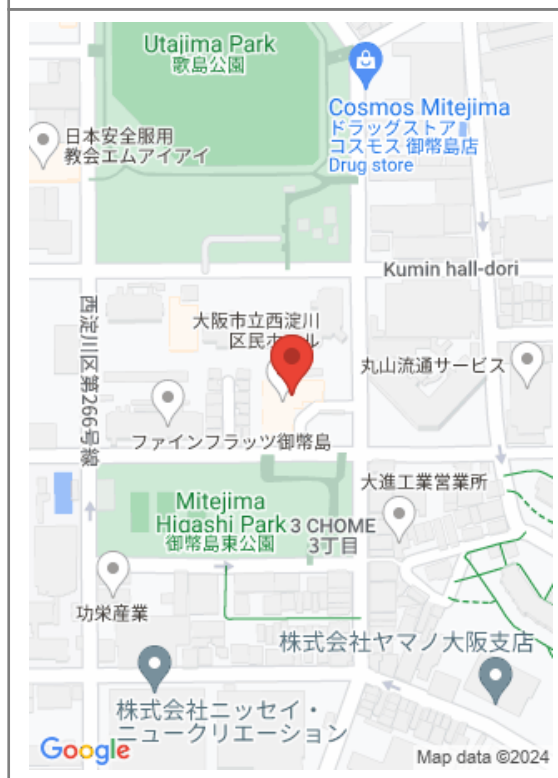 Utajima Park
歌島公園
Cosmos Mitejima
ドラッグストア
コスモス 御幣島店
Drug store
日本安全服用
教会エムアイアイ
Kumin hall-dori
西淀川区第266号線
大阪市立西淀川
区民ホール
丸山流通サービス
ファインフラッツ御幣島
大進工業営業所
Mitejima
Higashi Park
御幣島東公園
3 CHOME
3丁目
功栄産業
株式会社ヤマノ大阪支店
株式会社ニッセイ・
ニュークリエーション
Google
Map data ©2024